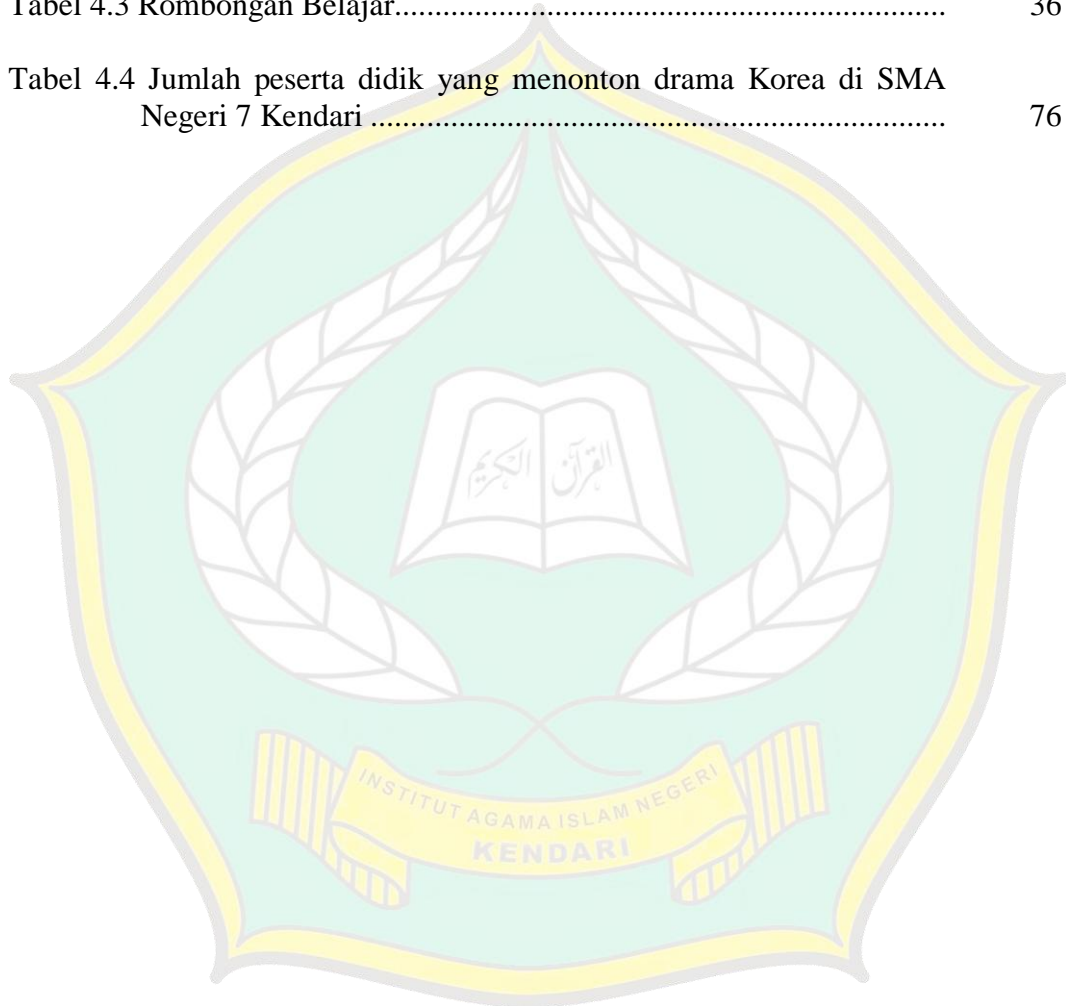 Tabel 4.3 Rombongan Belajar..................................................................... 36
Tabel 4.4 Jumlah peserta didik yang menonton drama Korea di SMA
Negeri 7 Kendari ........................................................................ 76
القرآن الكريم
INSTITUT AGAMA ISLAM NEGERI
KENDARI